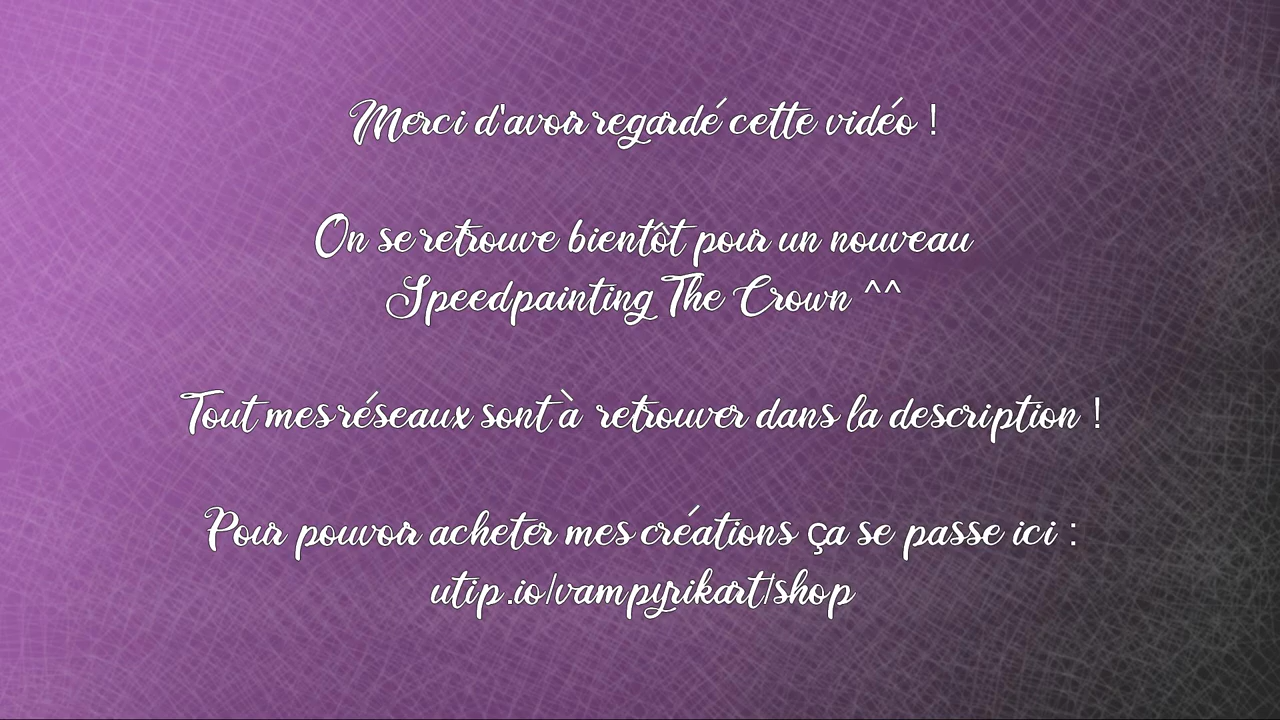 Merci d'avoir regardé cette vidéo !
On se retrouve bientôt pour un nouveau
Speedpainting The Crown ^^
Tout mes réseaux sont à retrouver dans la description !
Pour pouvoir acheter mes créations ça se passe ici :
utip.io/vampyrikart/shop